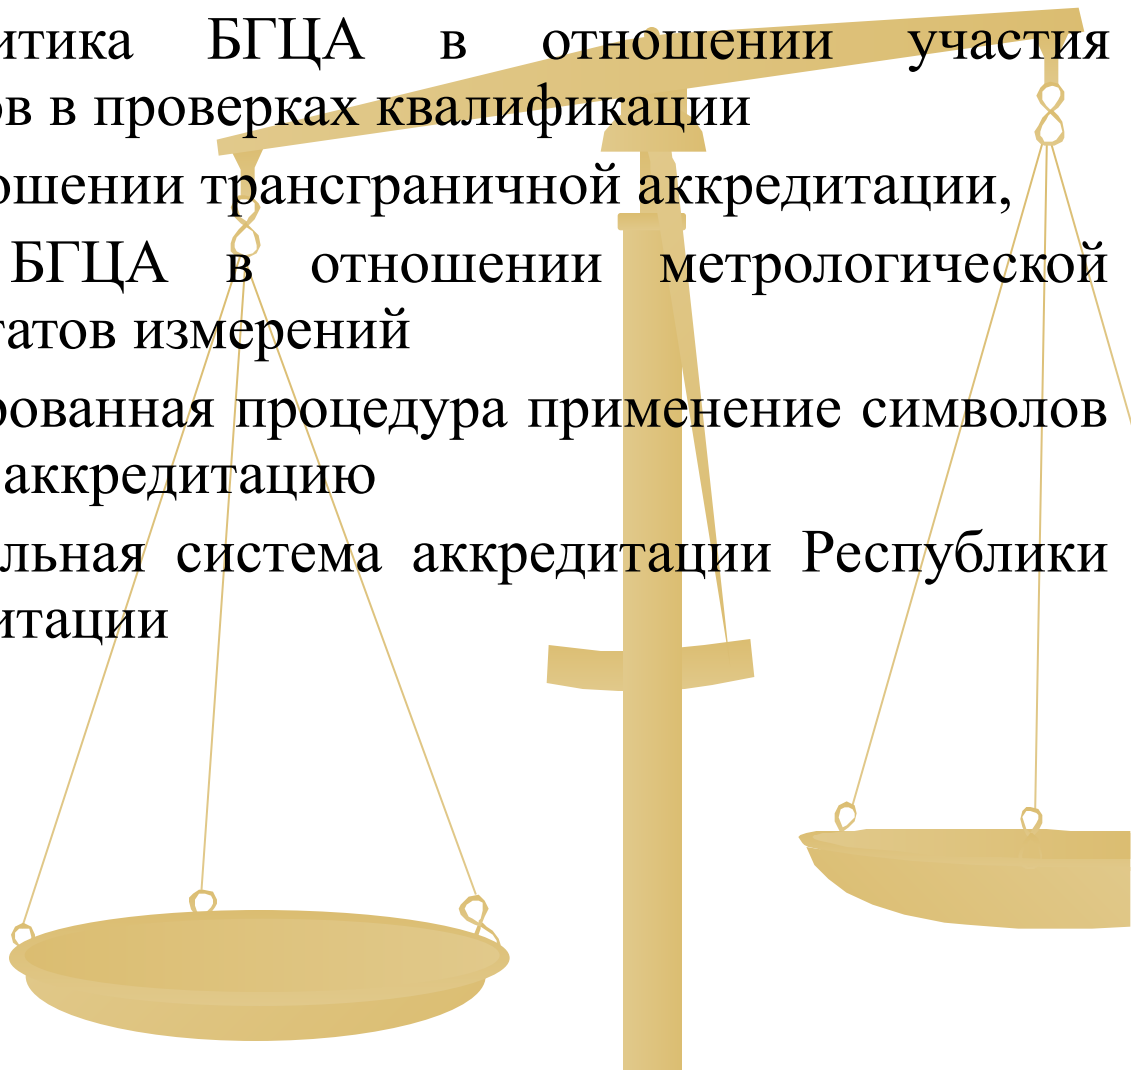 итика БГЦА в отношении участия
ов в проверках квалификации
ошении трансграничной аккредитации,
БГЦА в отношении метрологической
татов измерений
рованная процедура применение символов
аккредитацию
льная система аккредитации Республики
итации